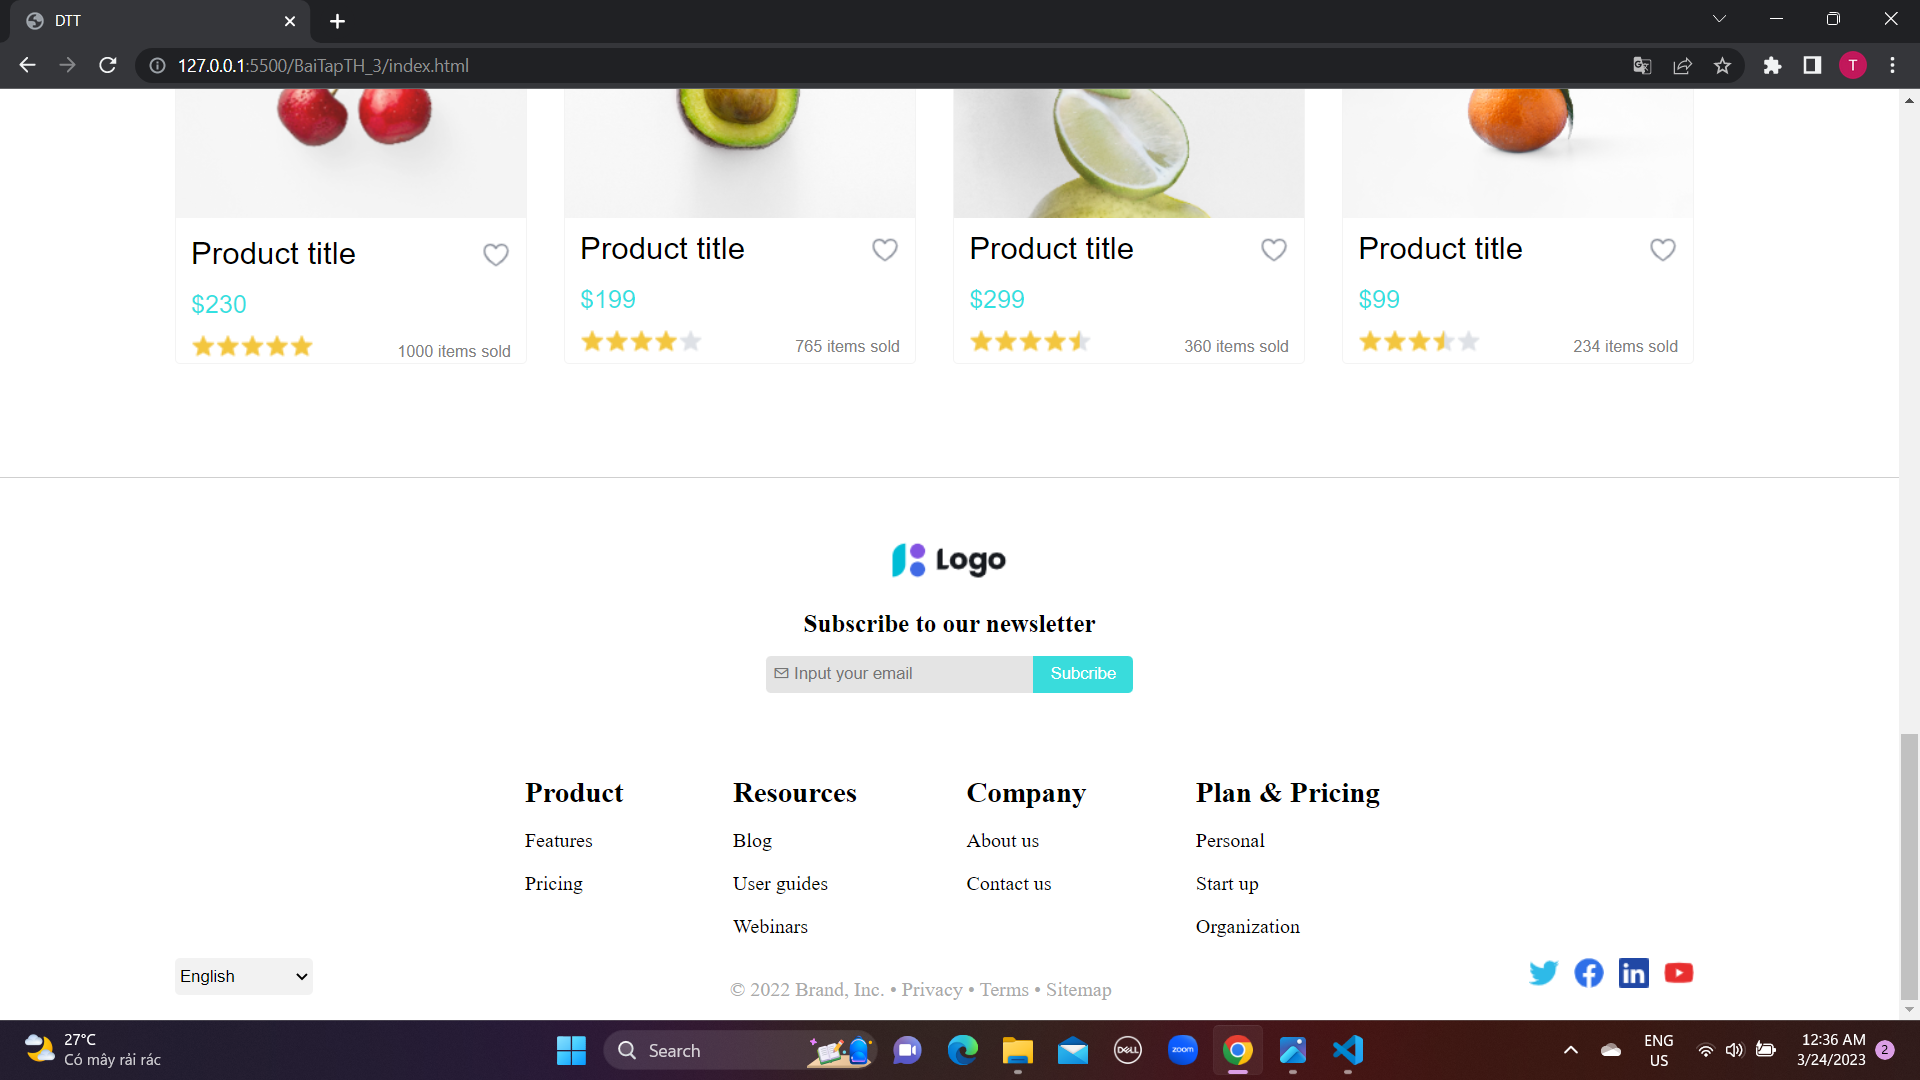 DTT
127.0.0.1:5500/BaiTapTH_3/index.html
T
Product title
Product title
Product title
Product title
$230
$199
$299
$99
1000 items sold
765 items sold
360 items sold
234 items sold
Logo
Subscribe to our newsletter
Input your email
Subcribe
Product
Resources
Company
Plan & Pricing
Features
Blog
About us
Personal
Pricing
User guides
Contact us
Start up
Webinars
Organization
English
© 2022 Brand, Inc. • Privacy • Terms • Sitemap
27°C
Có mây rải rác
Search
DELL
zoom
ENG
US
12:36 AM
3/24/2023
2